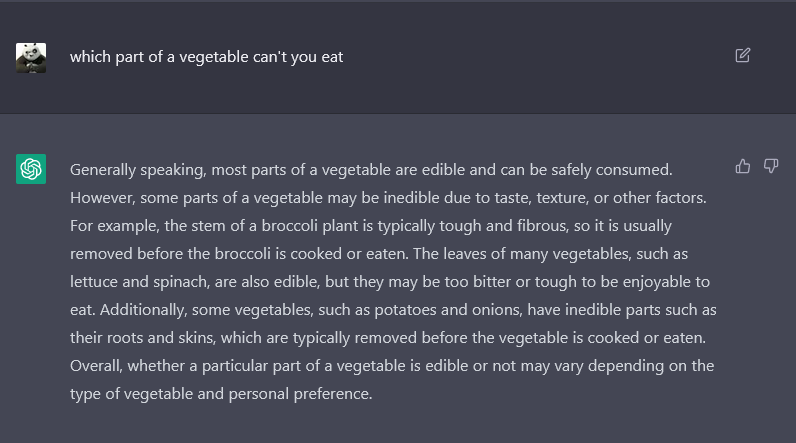 which part of a vegetable can't you eat
Generally speaking, most parts of a vegetable are edible and can be safely consumed.
However, some parts of a vegetable may be inedible due to taste, texture, or other factors.
For example, the stem of a broccoli plant is typically tough and fibrous, so it is usually
removed before the broccoli is cooked or eaten. The leaves of many vegetables, such as
lettuce and spinach, are also edible, but they may be too bitter or tough to be enjoyable to
eat. Additionally, some vegetables, such as potatoes and onions, have inedible parts such as
their roots and skins, which are typically removed before the vegetable is cooked or eaten.
Overall, whether a particular part of a vegetable is edible or not may vary depending on the
type of vegetable and personal preference.